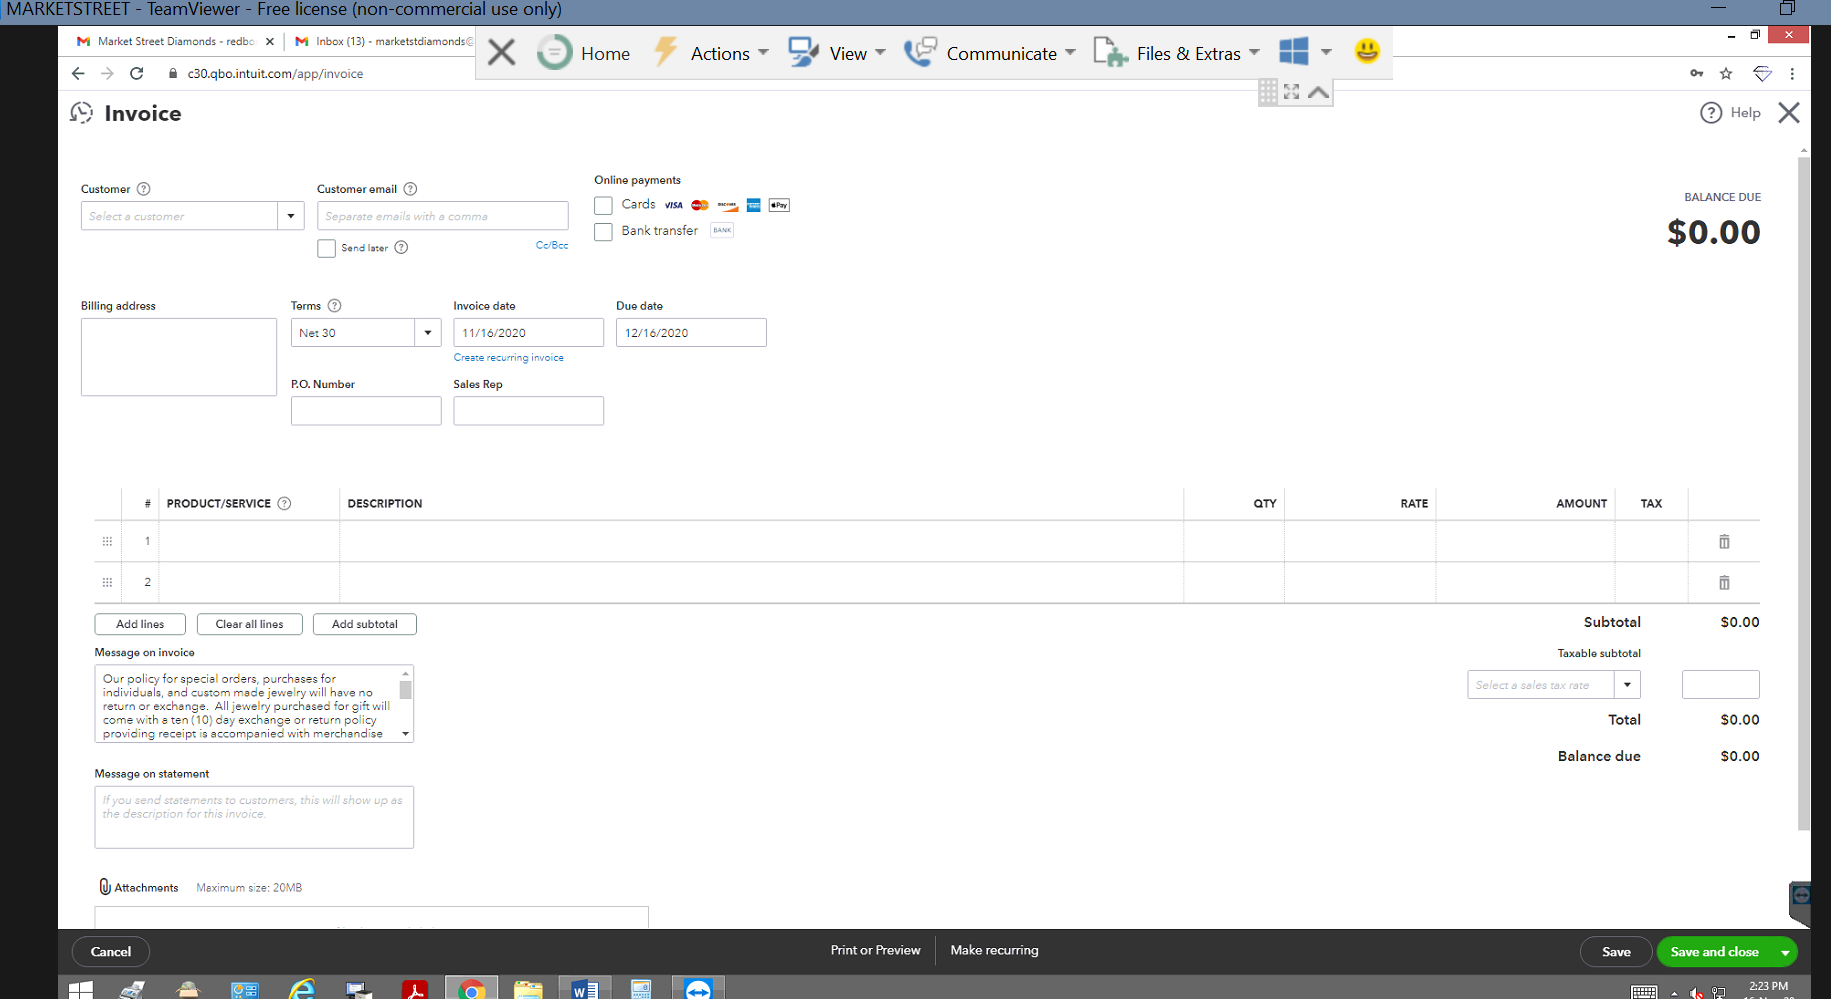 MARKETSTREET - TeamViewer - Free license (non-commercial use only)
Market Street Diamonds - redbo
Inbox (13) - marketstdiamonds@
Home
Actions
View
Communicate
Files & Extras
c30.qbo.intuit.com/app/invoice
Invoice
Help
Customer
Customer email
Online payments
Select a customer
Separate emails with a comma
Cards VISA DISCOVER Pay
Send later
Cc/Bcc
Bank transfer BANK
BALANCE DUE
$0.00
Billing address
Terms
Invoice date
Due date
Net 30
11/16/2020
12/16/2020
Create recurring invoice
P.O. Number
Sales Rep
# PRODUCT/SERVICE DESCRIPTION QTY RATE AMOUNT TAX
1
2
Add lines
Clear all lines
Add subtotal
Subtotal $0.00
Message on invoice
Taxable subtotal
Our policy for special orders, purchases for
individuals, and custom made jewelry will have no
return or exchange. All jewelry purchased for gift will
come with a ten (10) day exchange or return policy
providing receipt is accompanied with merchandise
Select a sales tax rate
Total $0.00
Balance due $0.00
Message on statement
If you send statements to customers, this will show up as
the description for this invoice.
Attachments Maximum size: 20MB
Cancel
Print or Preview
Make recurring
Save
Save and close
2:23 PM